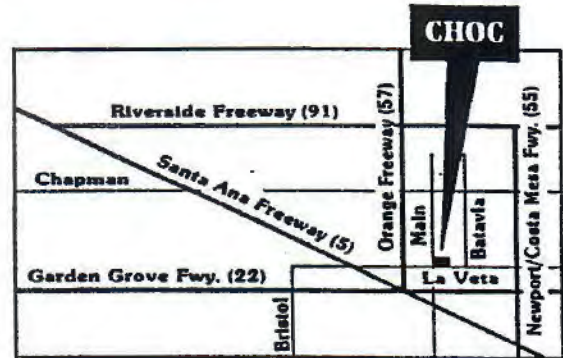 CHOC
Riverside Freeway (91)
Orange Freeway (57)
Newport/Costa Mesa Fwy. (55)
Chapman
Santa Ana Freeway (5)
Main
Batavia
Garden Grove Fwy. (22)
La Veta
Bristol